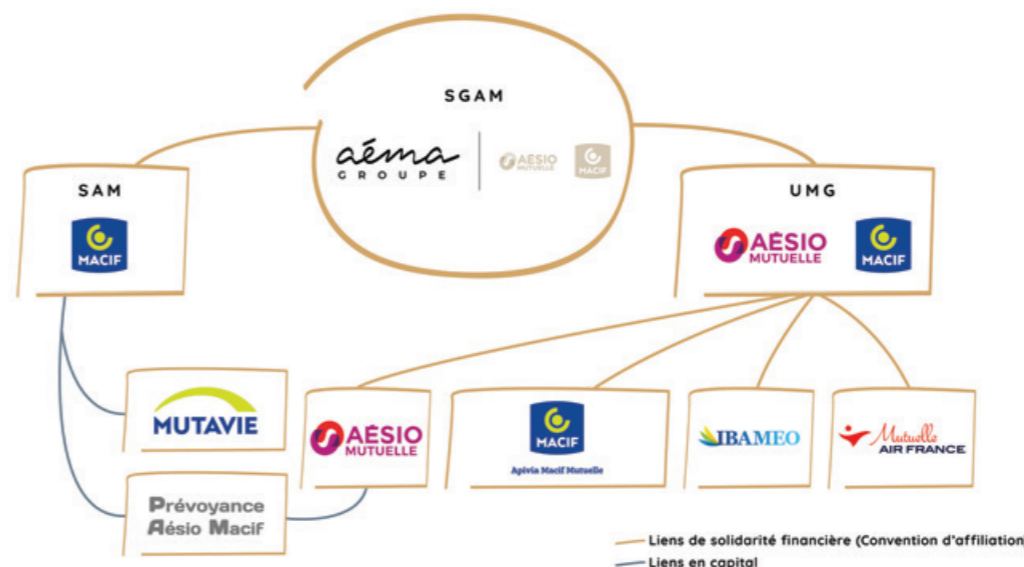 SGAM
aéma
GROUPE
AÉSIO
MUTUELLE
MACIF
SAM
MACIF
UMG
AÉSIO
MUTUELLE
MACIF
MUTAVIE
AÉSIO
MUTUELLE
MACIF
Apivia Macif Mutuelle
IBAMEO
Mutuelle
AIR FRANCE
Prévoyance
Aésio Macif
Liens de solidarité financière (Convention d'affiliation)
Liens en capital